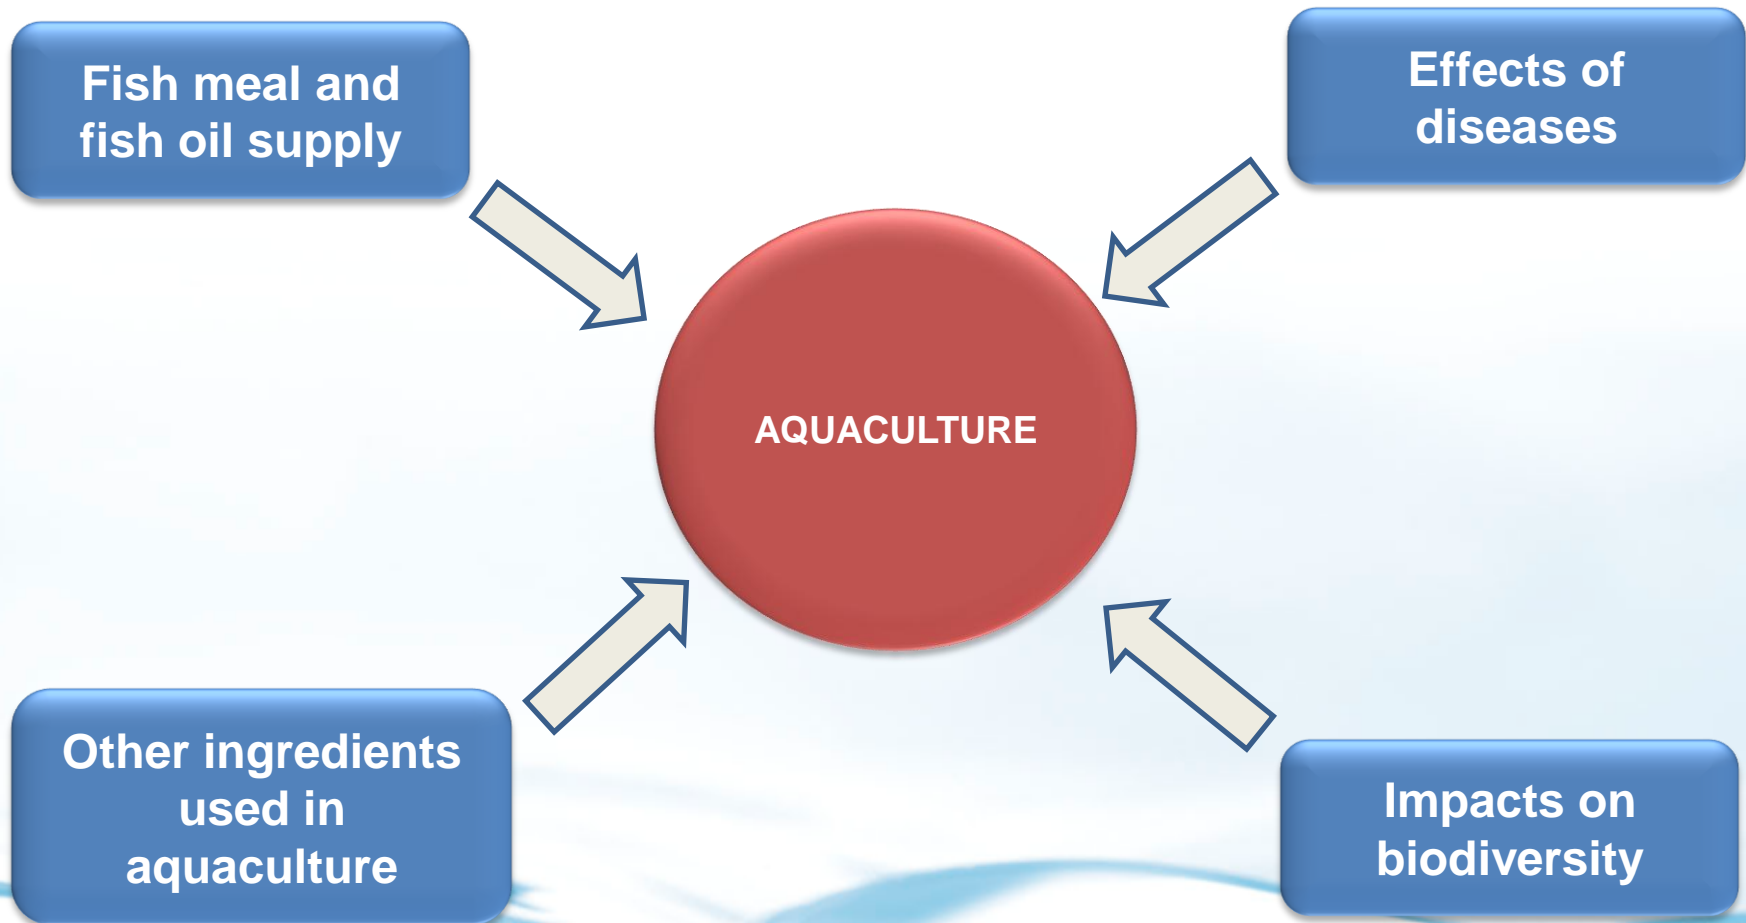 Fish meal and
fish oil supply
Effects of
diseases
AQUACULTURE
Other ingredients
used in
aquaculture
Impacts on
biodiversity